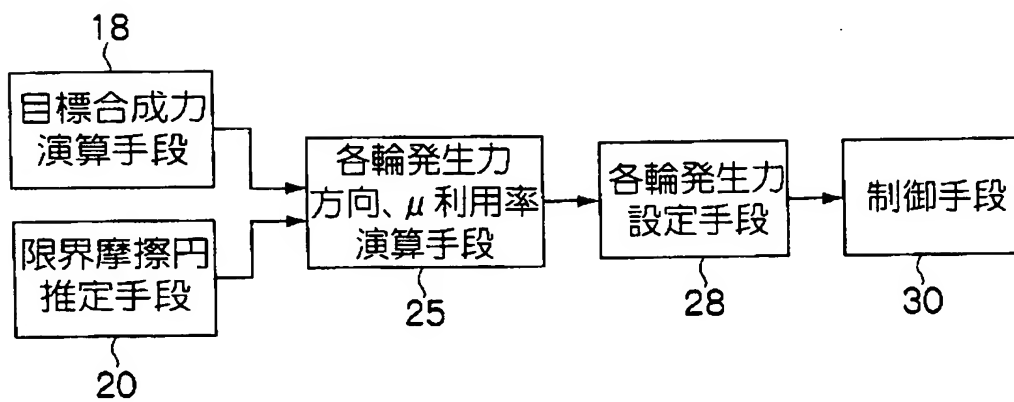 18
目標合成力
演算手段
限界摩擦円
推定手段
20
各輪発生力
方向、μ利用率
演算手段
25
各輪発生力
設定手段
28
制御手段
30